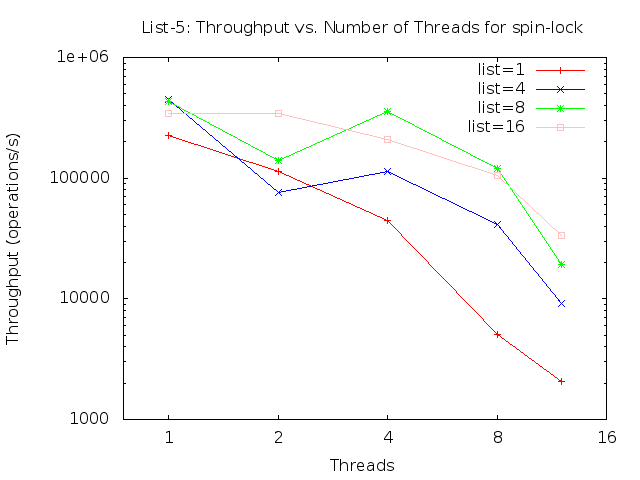 List-5: Throughput vs. Number of Threads for spin-lock
Throughput (operations/s)
1e+06
100000
10000
1000
list=1
list=4
list=8
list=16
1 2 4 8 16
Threads